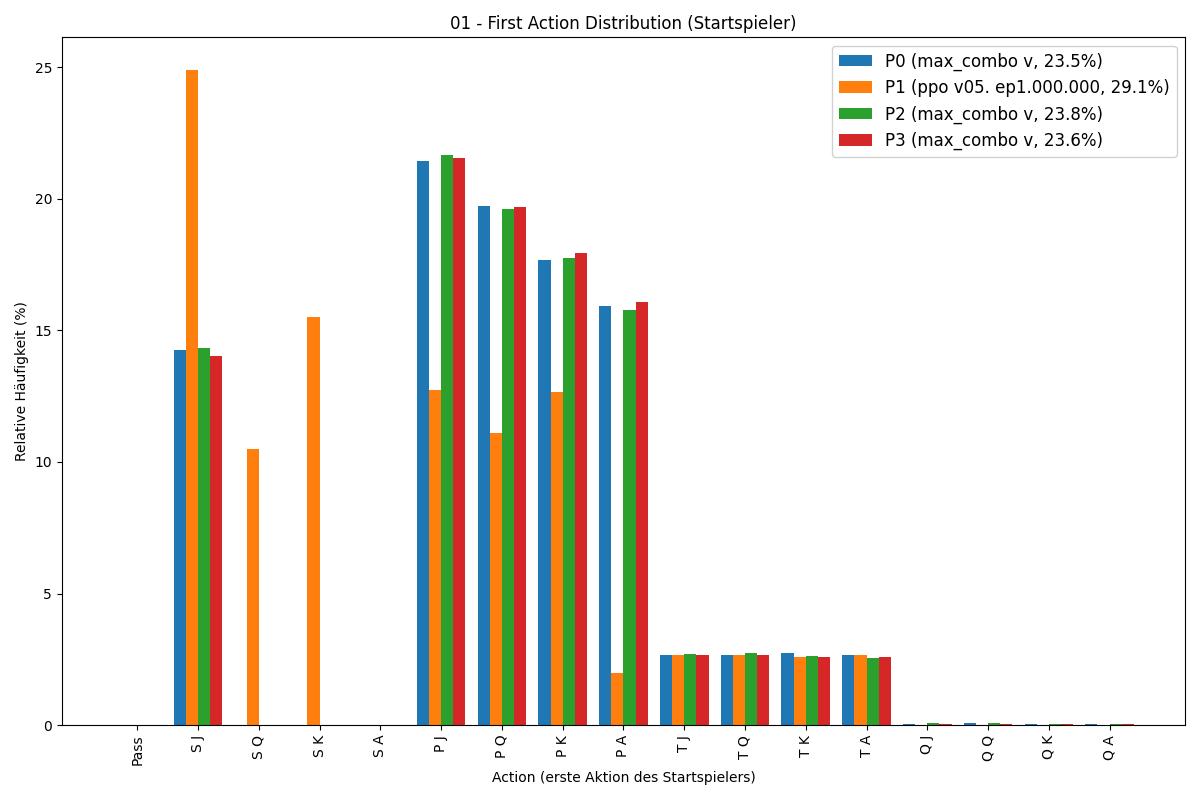 01 - First Action Distribution (Startspieler)
P0 (max_combo v, 23.5%)
P1 (ppo v05. ep1.000.000, 29.1%)
P2 (max_combo v, 23.8%)
P3 (max_combo v, 23.6%)
Relative Häufigkeit (%)
25
20
15
10
5
0
Pass
S J
S Q
S K
S A
P J
P Q
P K
P A
T J
T Q
T K
T A
Q J
Q Q
Q K
Q A
Action (erste Aktion des Startspielers)